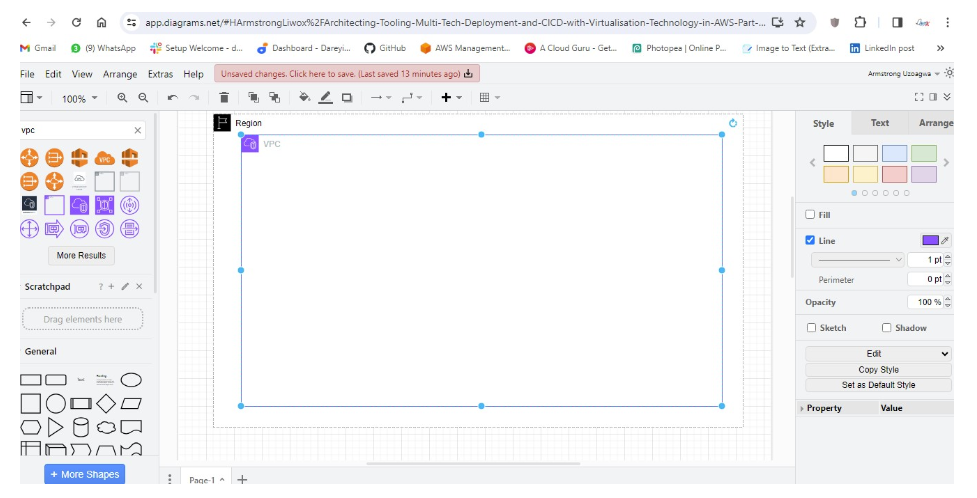 app.diagrams.net/#HArmstrongLiwox%2FArchitecting-Tooling-Multi-Tech-Deployment-and-CICD-with-Virtualisation-Technology-in-AWS-Part-...
Gmail (9) WhatsApp Setup Welcome - d... Dashboard - Dareyi... GitHub AWS Management... A Cloud Guru - Get... Photopea | Online P... Image to Text (Extra... LinkedIn post »
File Edit View Arrange Extras Help Unsaved changes. Click here to save. (Last saved 13 minutes ago) Armstrong Uzoagwa
100%
vpc
VPC
More Results
Scratchpad ?
Drag elements here
General
Text
Heading
+ More Shapes
Region
VPC
Page-1
Style Text Arrange
Fill
Line
1 pt
Perimeter 0 pt
Opacity 100 %
Sketch Shadow
Edit
Copy Style
Set as Default Style
Property Value